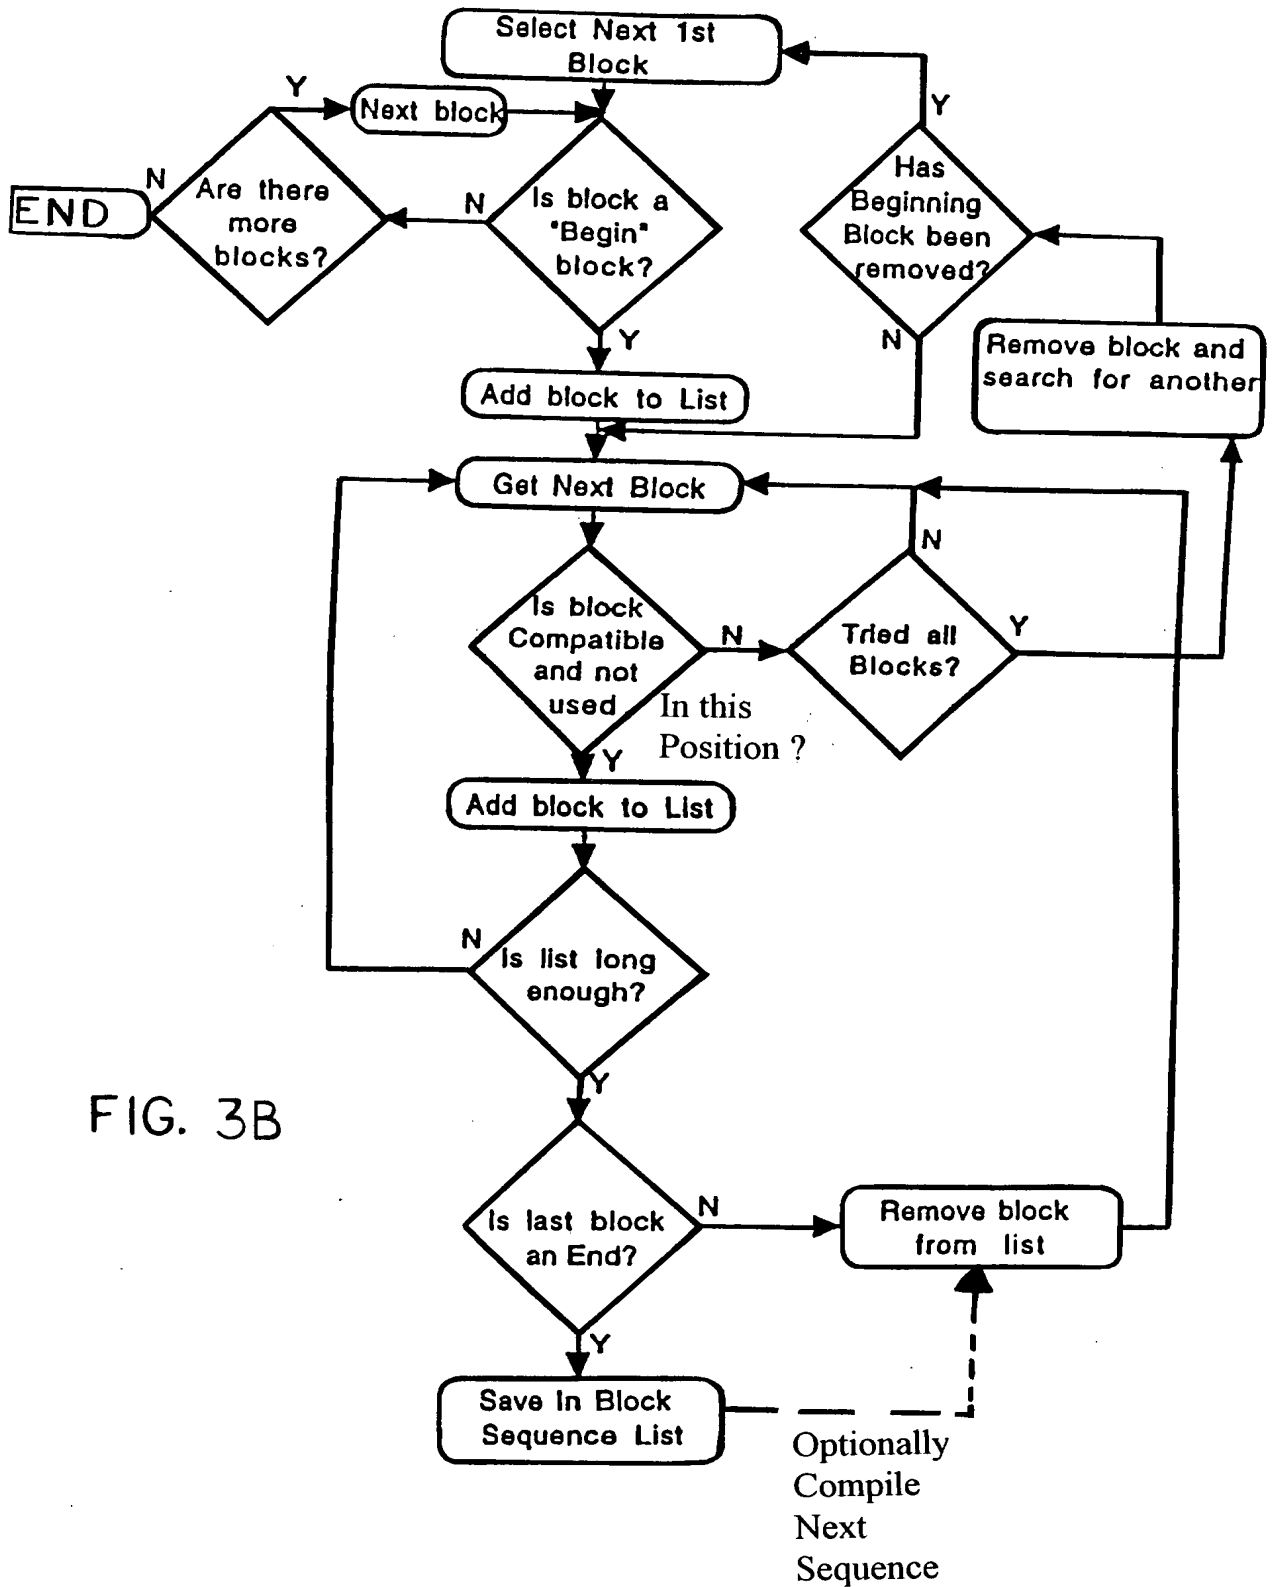 Select Next 1st
Block
Y
Next block
Y
N
Are there
more
blocks?
END
N
Is block a
"Begin"
block?
Has
Beginning
Block been
removed?
Y
N
Remove block and
search for another
Add block to List
Get Next Block
N
Is block
Compatible
and not
used
In this
Position ?
N
Tried all
Blocks?
Y
Y
Add block to List
N
Is list long
enough?
Y
FIG. 3B
Is last block
an End?
N
Remove block
from list
Y
Save In Block
Sequence List
Optionally
Compile
Next
Sequence